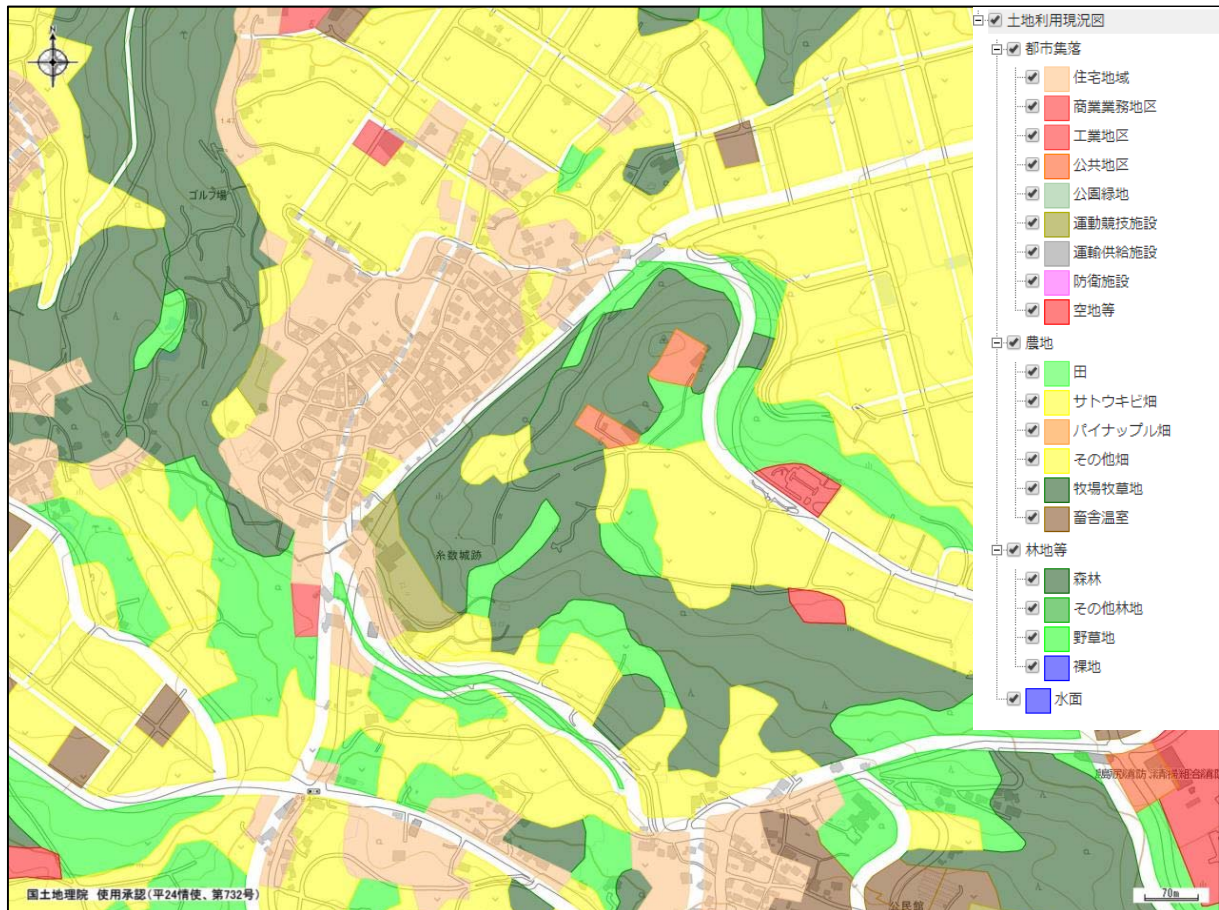 N
土地利用現況図
都市集落
住宅地域
商業業務地区
工業地区
公共地区
公園緑地
運動競技施設
運輸供給施設
防衛施設
空地等
農地
田
サトウキビ畑
パイナップル畑
その他畑
牧場牧草地
畜舎温室
林地等
森林
その他林地
野草地
裸地
水面
ゴルフ場
糸数城跡
国土地理院 使用承認(平24情使、第732号)
公民館
70m